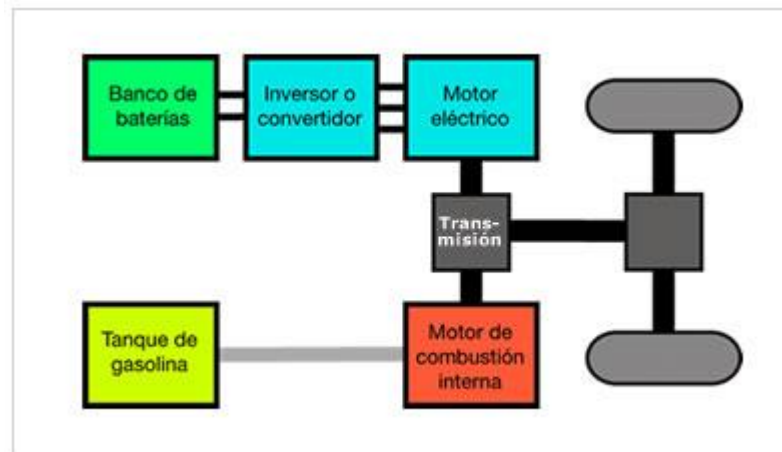 Banco de
baterías
Inversor o
convertidor
Motor
eléctrico
Trans-
misión
Tanque de
gasolina
Motor de
combustión
interna